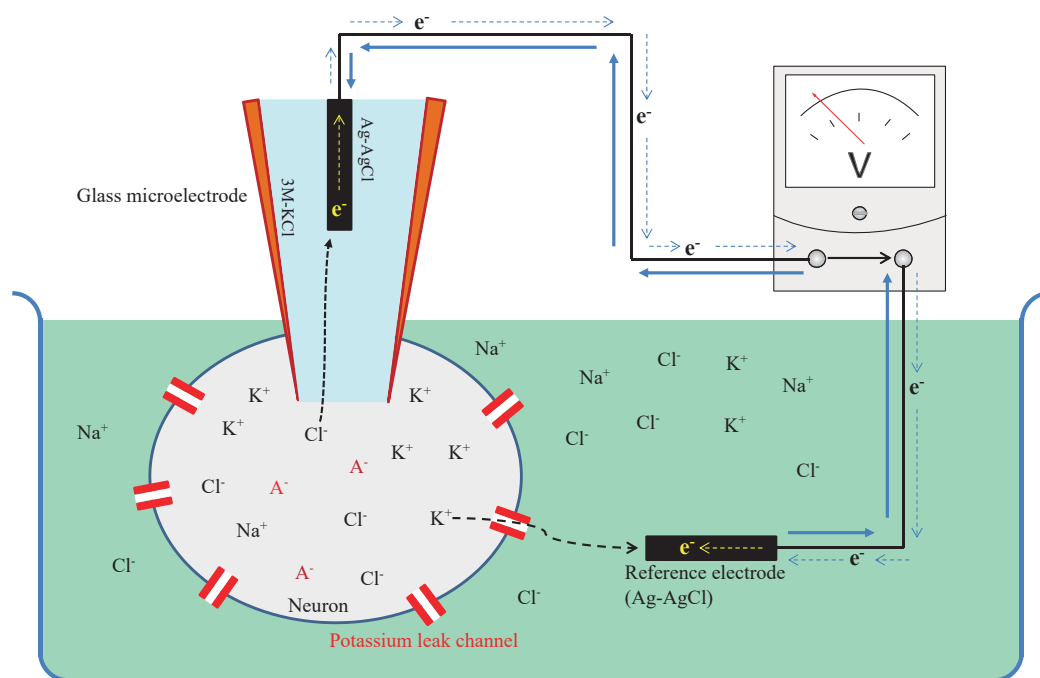 e⁻
e⁻
Ag-AgCl
Glass microelectrode
3M-KCl
e⁻
V
e⁻
Na⁺
Cl⁻
K⁺
Na⁺
Na⁺
e⁻
K⁺
K⁺
Cl⁻
K⁺
Na⁺
K⁺
Cl⁻
Cl⁻
K⁺
K⁺
A⁻
Cl⁻
Cl⁻
A⁻
K⁺
Cl⁻
Na⁺
e⁻
e⁻
Cl⁻
A⁻
Cl⁻
Reference electrode
(Ag-AgCl)
Neuron
Cl⁻
Potassium leak channel